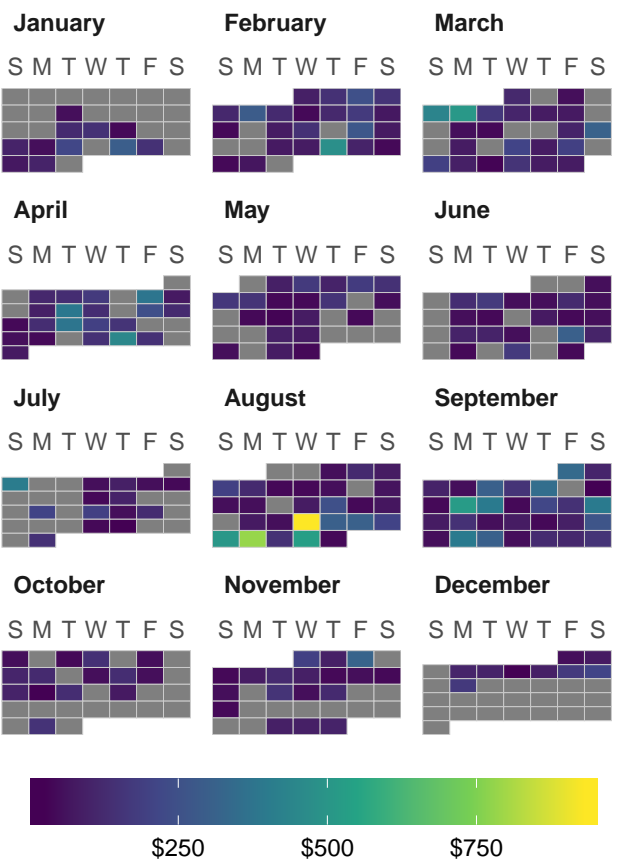 January February March
S M T W T F S S M T W T F S S M T W T F S
April May June
S M T W T F S S M T W T F S S M T W T F S
July August September
S M T W T F S S M T W T F S S M T W T F S
October November December
S M T W T F S S M T W T F S S M T W T F S
$250 $500 $750